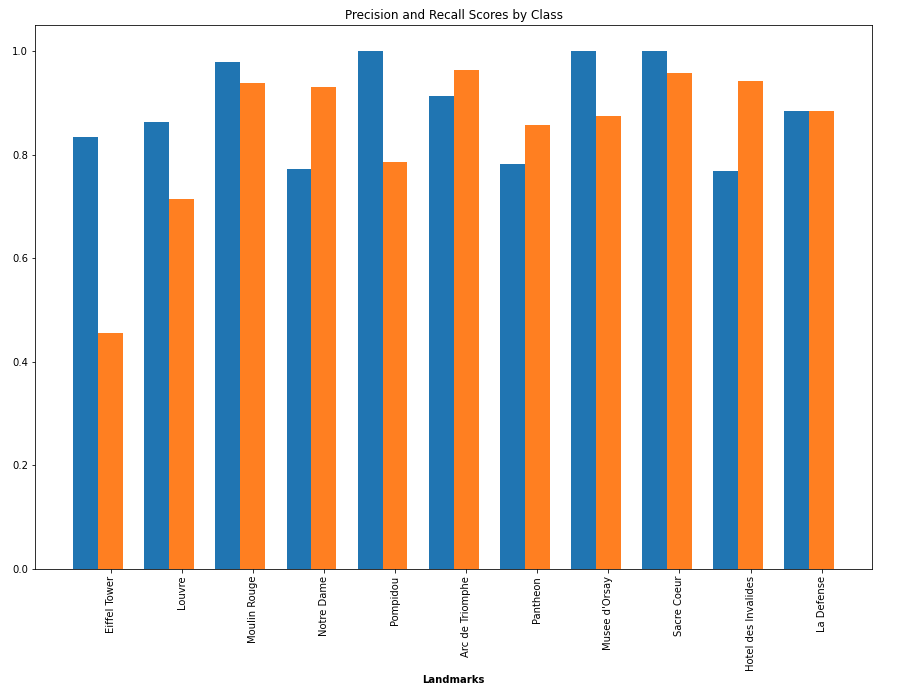 Precision and Recall Scores by Class
1.0
0.8
0.6
0.4
0.2
0.0
Eiffel Tower
Louvre
Moulin Rouge
Notre Dame
Pompidou
Arc de Triomphe
Pantheon
Musee d'Orsay
Sacre Coeur
Hotel des Invalides
La Defense
Landmarks